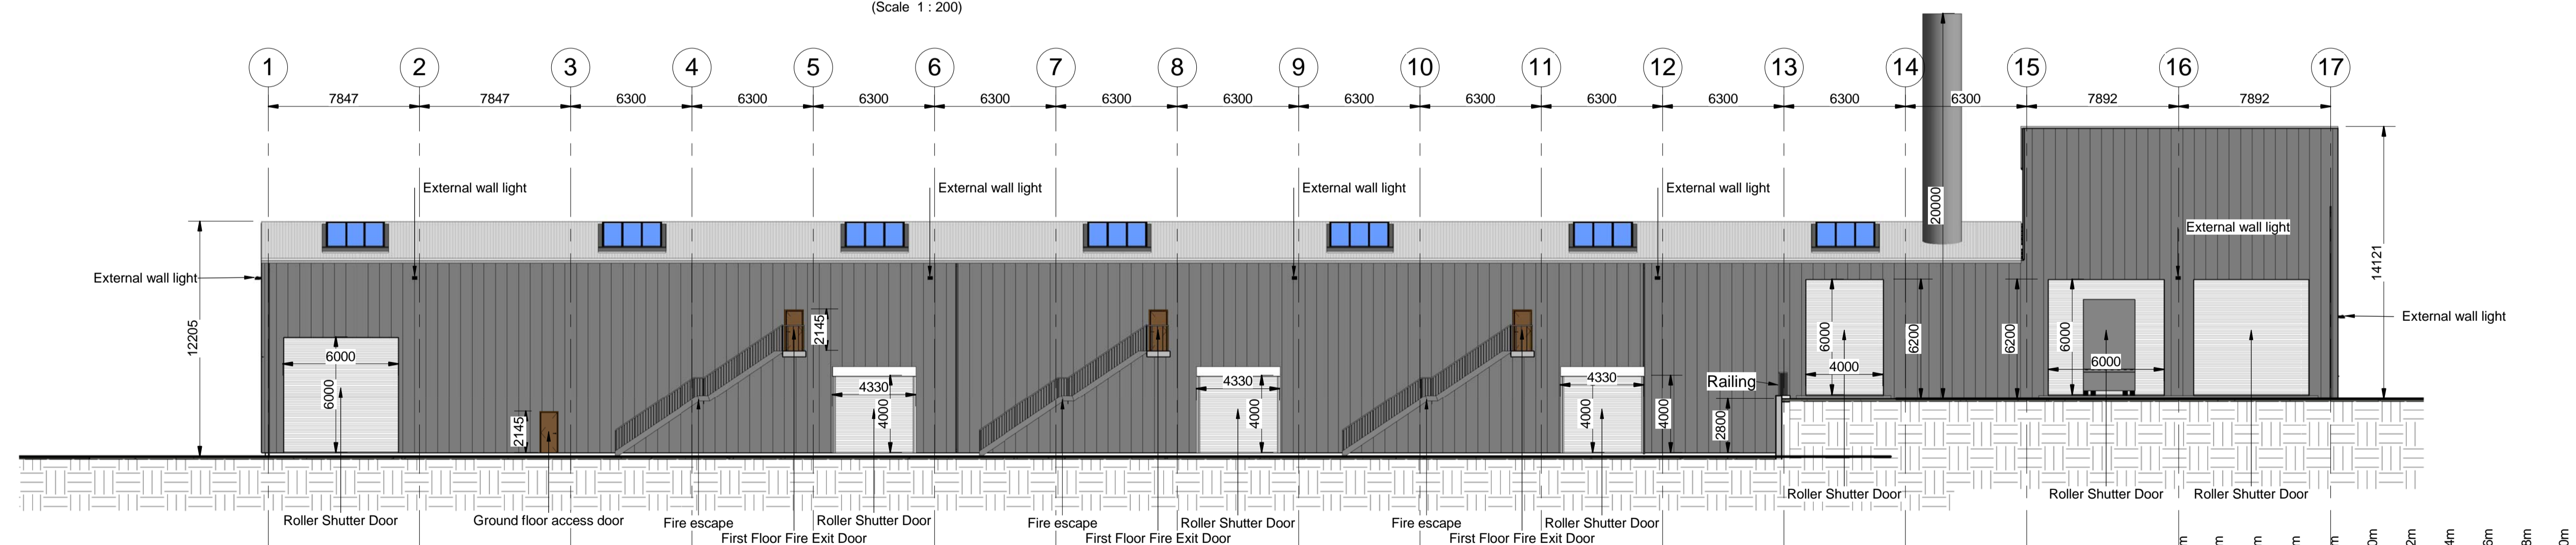 (Scale 1 : 200)
1 2 3 4 5 6 7 8 9 10 11 12 13 14 15 16 17
7847 7847 6300 6300 6300 6300 6300 6300 6300 6300 6300 6300 6300 6300 7892 7892
External wall light External wall light External wall light External wall light
20000
External wall light
External wall light
14121
External wall light
12205
2145
6000
6000
2145
4330
4000
4330
4000
4330
4000
4000
Railing
2800
6000
4000
6200
6200
6000
6000
Roller Shutter Door Roller Shutter Door Roller Shutter Door
Roller Shutter Door Ground floor access door Fire escape Roller Shutter Door Fire escape Roller Shutter Door Fire escape Roller Shutter Door
First Floor Fire Exit Door First Floor Fire Exit Door First Floor Fire Exit Door